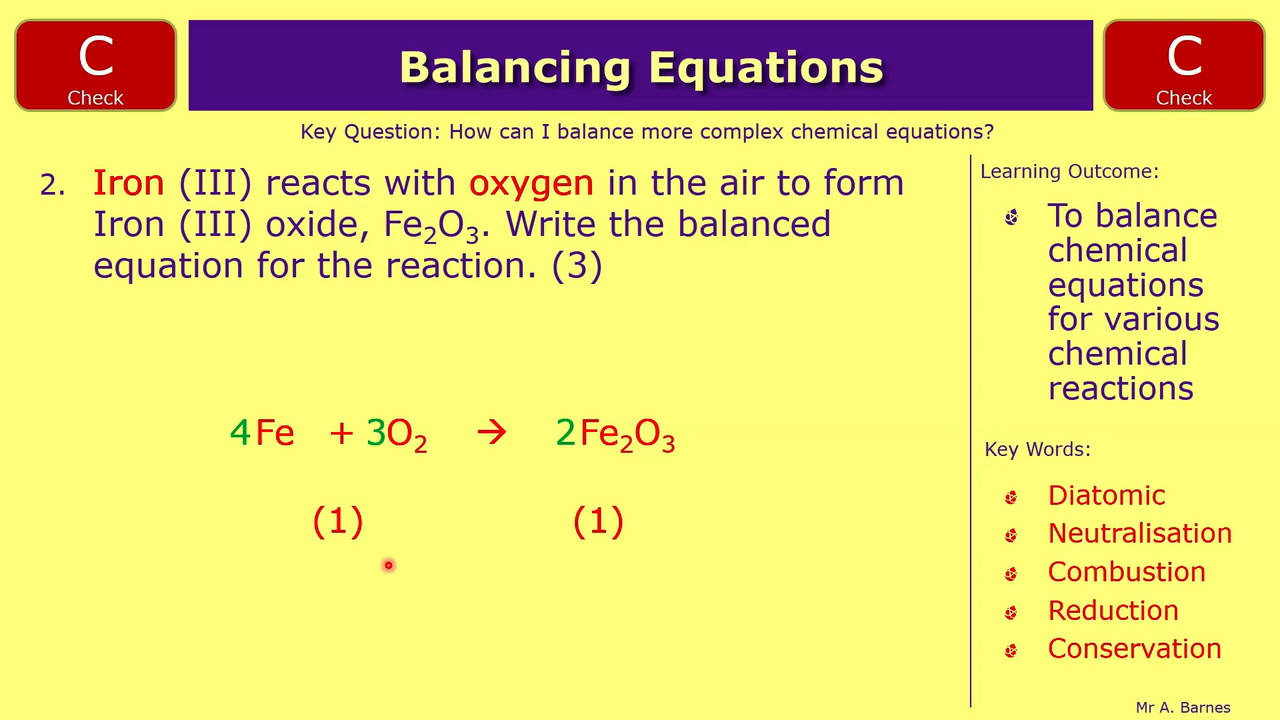 C
Check
Balancing Equations
C
Check
Key Question: How can I balance more complex chemical equations?
2. Iron (III) reacts with oxygen in the air to form
Iron (III) oxide, Fe₂O₃. Write the balanced
equation for the reaction. (3)
4Fe + 3O₂ → 2Fe₂O₃
(1) (1)
Learning Outcome:
To balance
chemical
equations
for various
chemical
reactions
Key Words:
Diatomic
Neutralisation
Combustion
Reduction
Conservation
Mr A. Barnes